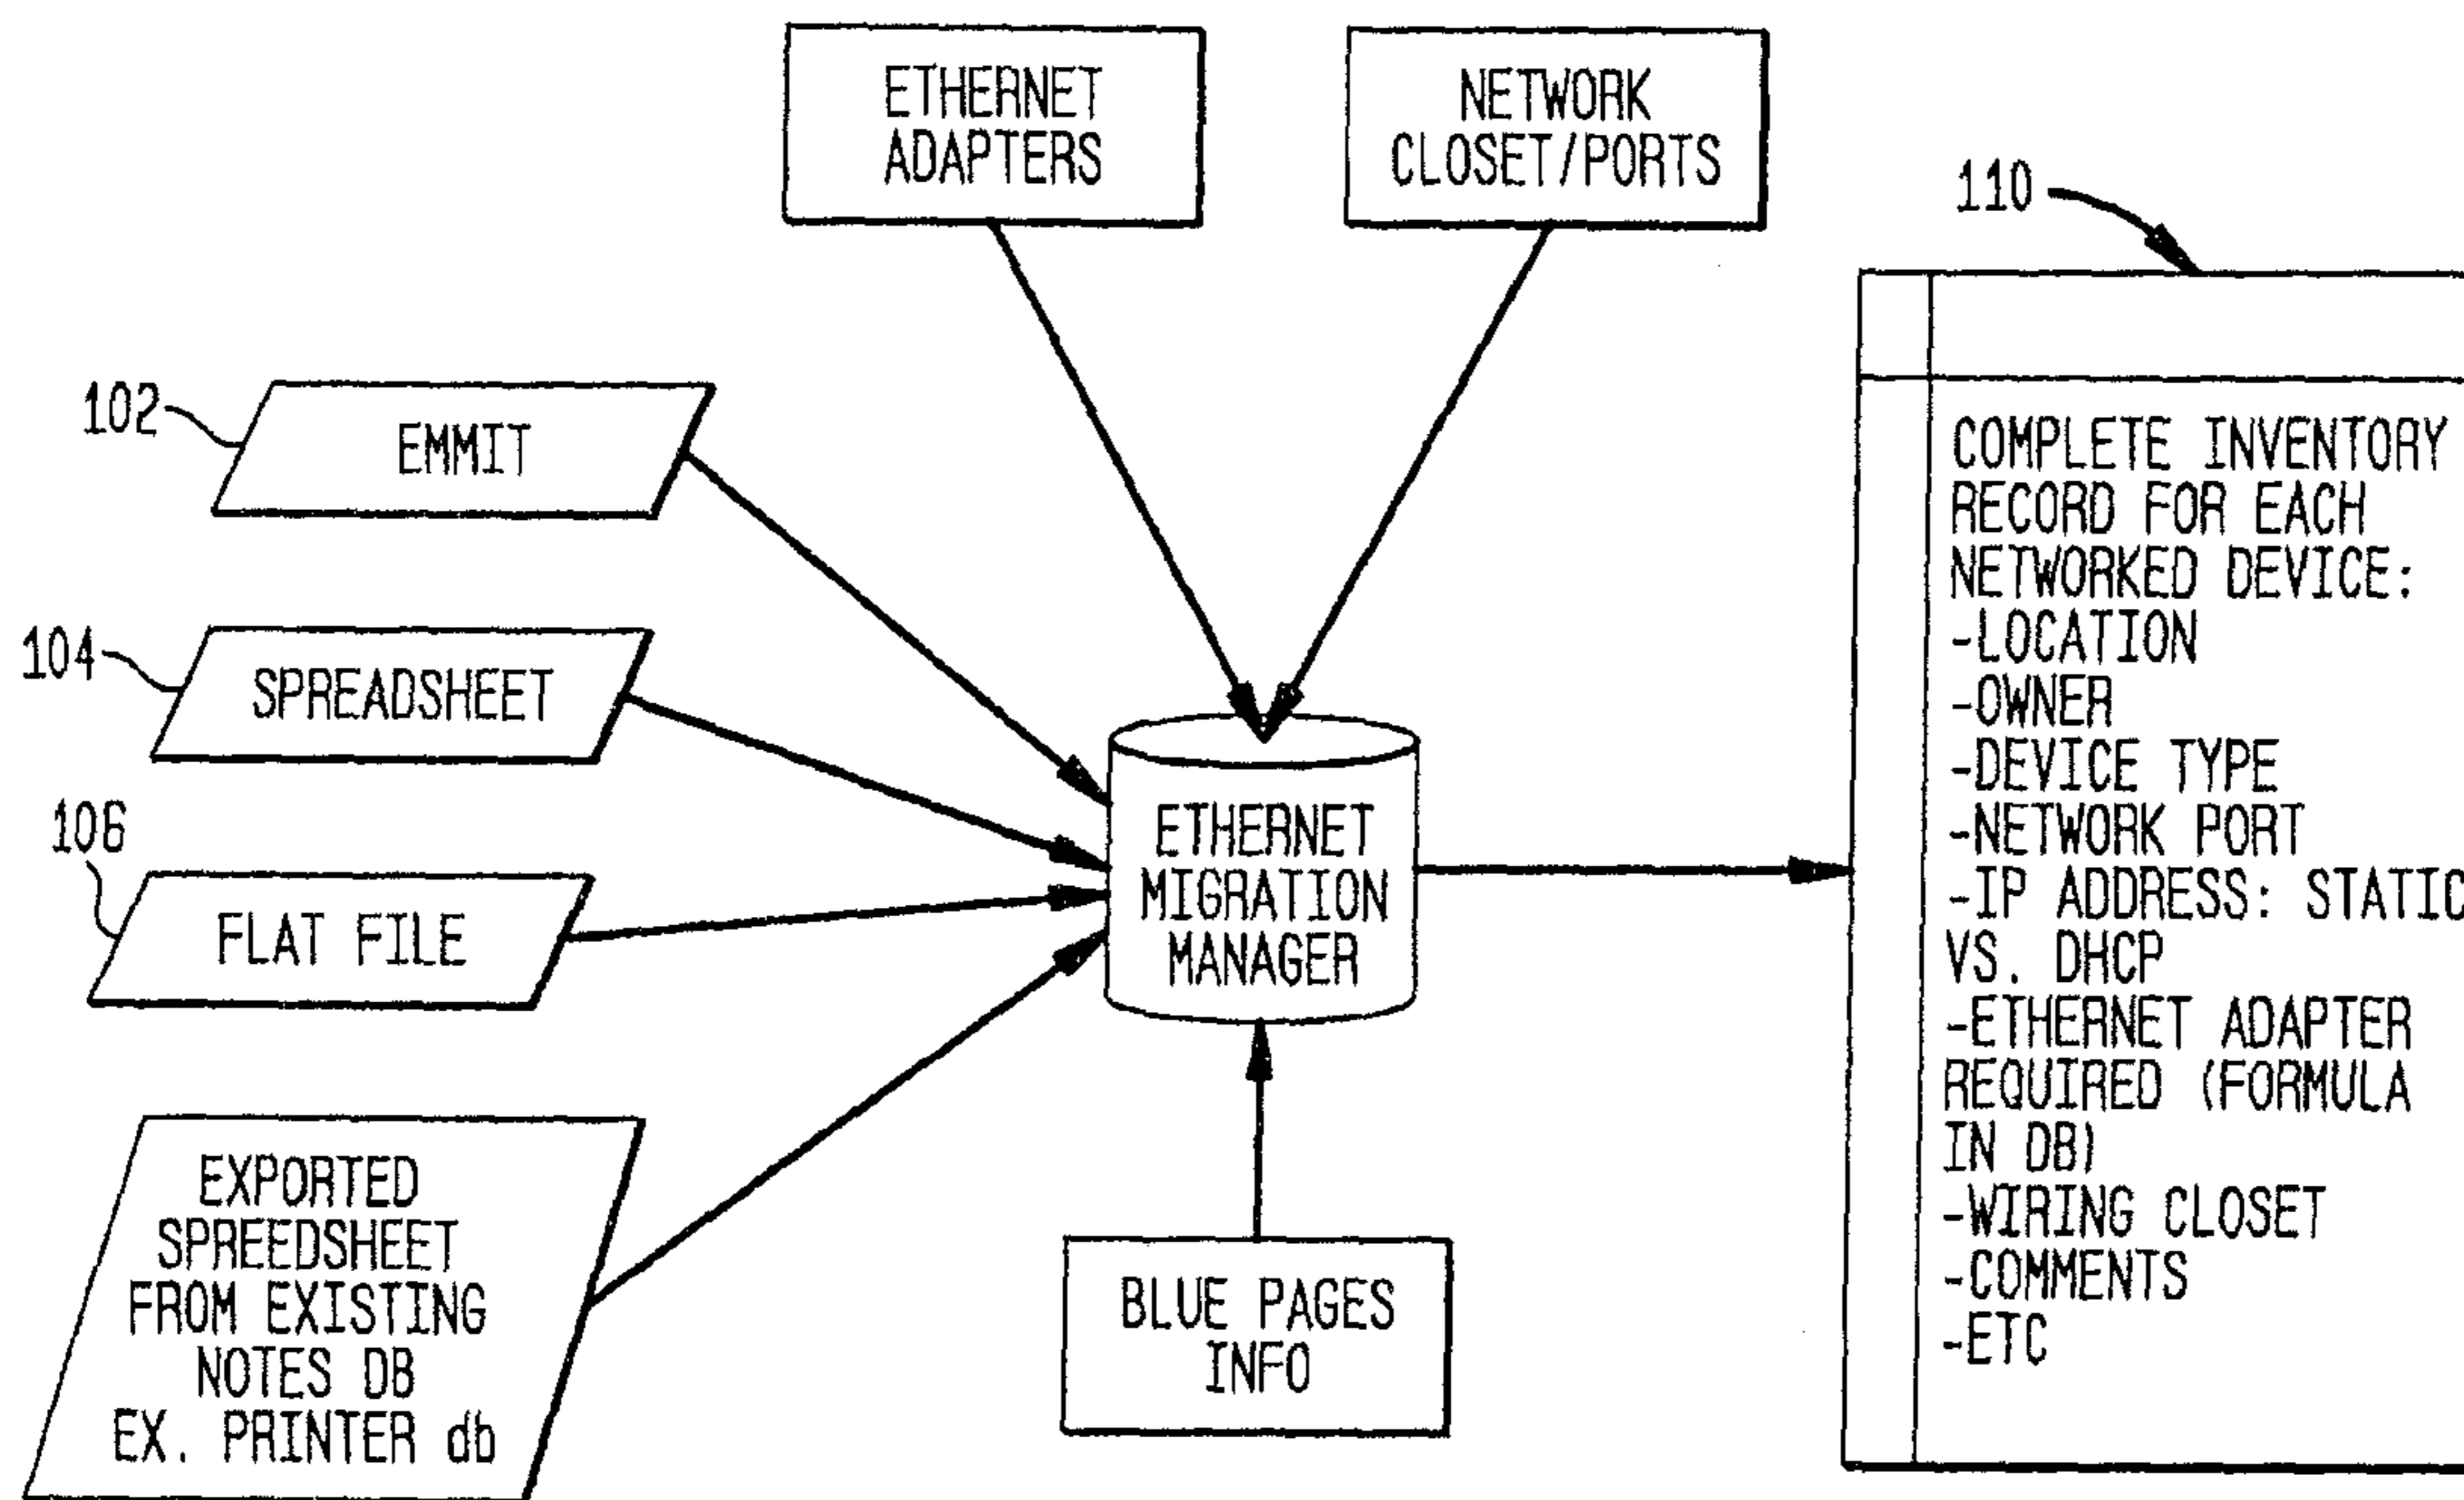 ETHERNET
ADAPTERS
NETWORK
CLOSET/PORTS
110
102
EMMIT
104
SPREADSHEET
106
FLAT FILE
EXPORTED
SPREEDSHEET
FROM EXISTING
NOTES DB
EX. PRINTER db
ETHERNET
MIGRATION
MANAGER
BLUE PAGES
INFO
COMPLETE INVENTORY
RECORD FOR EACH
NETWORKED DEVICE:
-LOCATION
-OWNER
-DEVICE TYPE
-NETWORK PORT
-IP ADDRESS: STATIC
VS. DHCP
-ETHERNET ADAPTER
REQUIRED (FORMULA
IN DB)
-WIRING CLOSET
-COMMENTS
-ETC